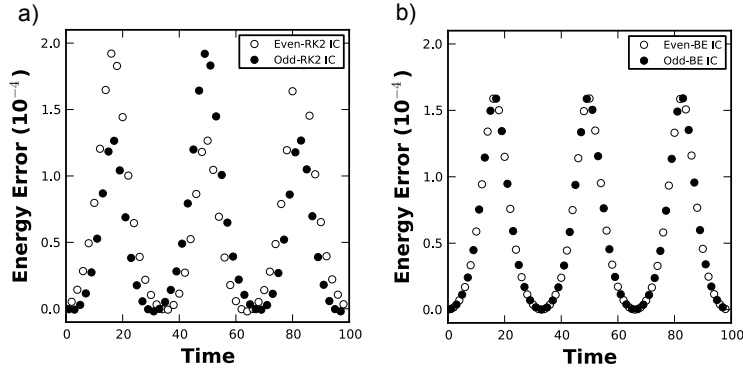 a)
Energy Error (10⁻⁴)
2.0
1.5
1.0
0.5
0.0
Even-RK2 IC
Odd-RK2 IC
0 20 40 60 80 100
Time
b)
Energy Error (10⁻⁴)
2.0
1.5
1.0
0.5
0.0
Even-BE IC
Odd-BE IC
0 20 40 60 80 100
Time